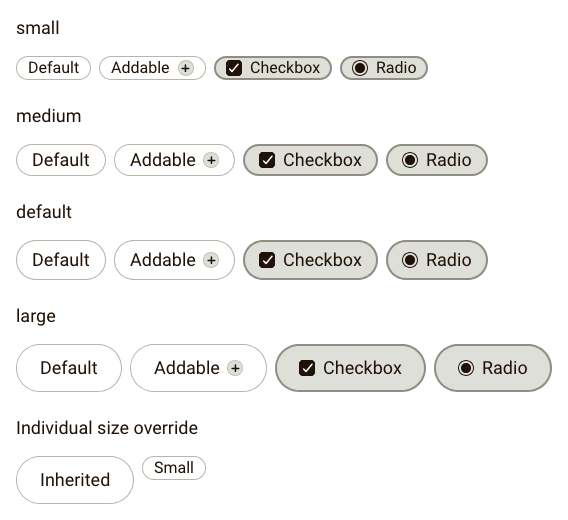 small
Default Addable + Checkbox Radio
medium
Default Addable + Checkbox Radio
default
Default Addable + Checkbox Radio
large
Default Addable + Checkbox Radio
Individual size override
Inherited Small